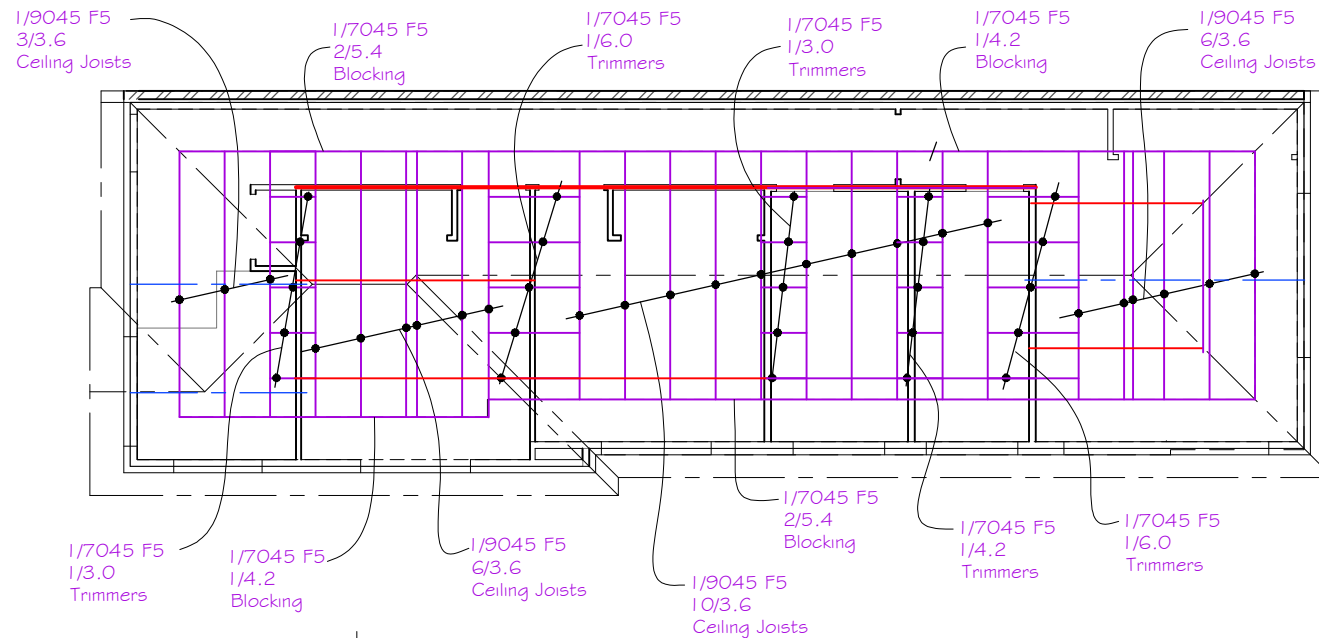 1/9045 F5
3/3.6
Ceiling Joists
1/7045 F5
2/5.4
Blocking
1/7045 F5
1/6.0
Trimmers
1/7045 F5
1/3.0
Trimmers
1/7045 F5
1/4.2
Blocking
1/9045 F5
6/3.6
Ceiling Joists
1/7045 F5
1/3.0
Trimmers
1/7045 F5
1/4.2
Blocking
1/9045 F5
6/3.6
Ceiling Joists
1/9045 F5
10/3.6
Ceiling Joists
1/7045 F5
2/5.4
Blocking
1/7045 F5
1/4.2
Trimmers
1/7045 F5
1/6.0
Trimmers